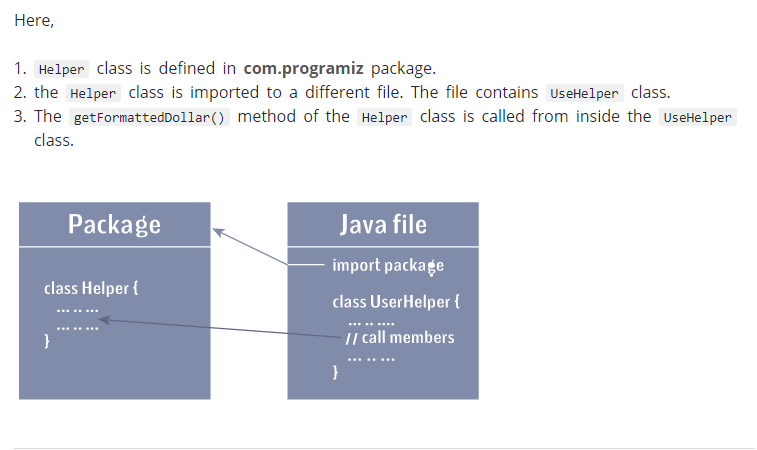 Here,
1. Helper class is defined in com.programiz package.
2. the Helper class is imported to a different file. The file contains UseHelper class.
3. The getFormattedDollar() method of the Helper class is called from inside the UseHelper
class.
Package
class Helper {
... .. ...
... .. ...
}
Java file
import package
class UserHelper {
... .. ....
// call members
... .. ...
}